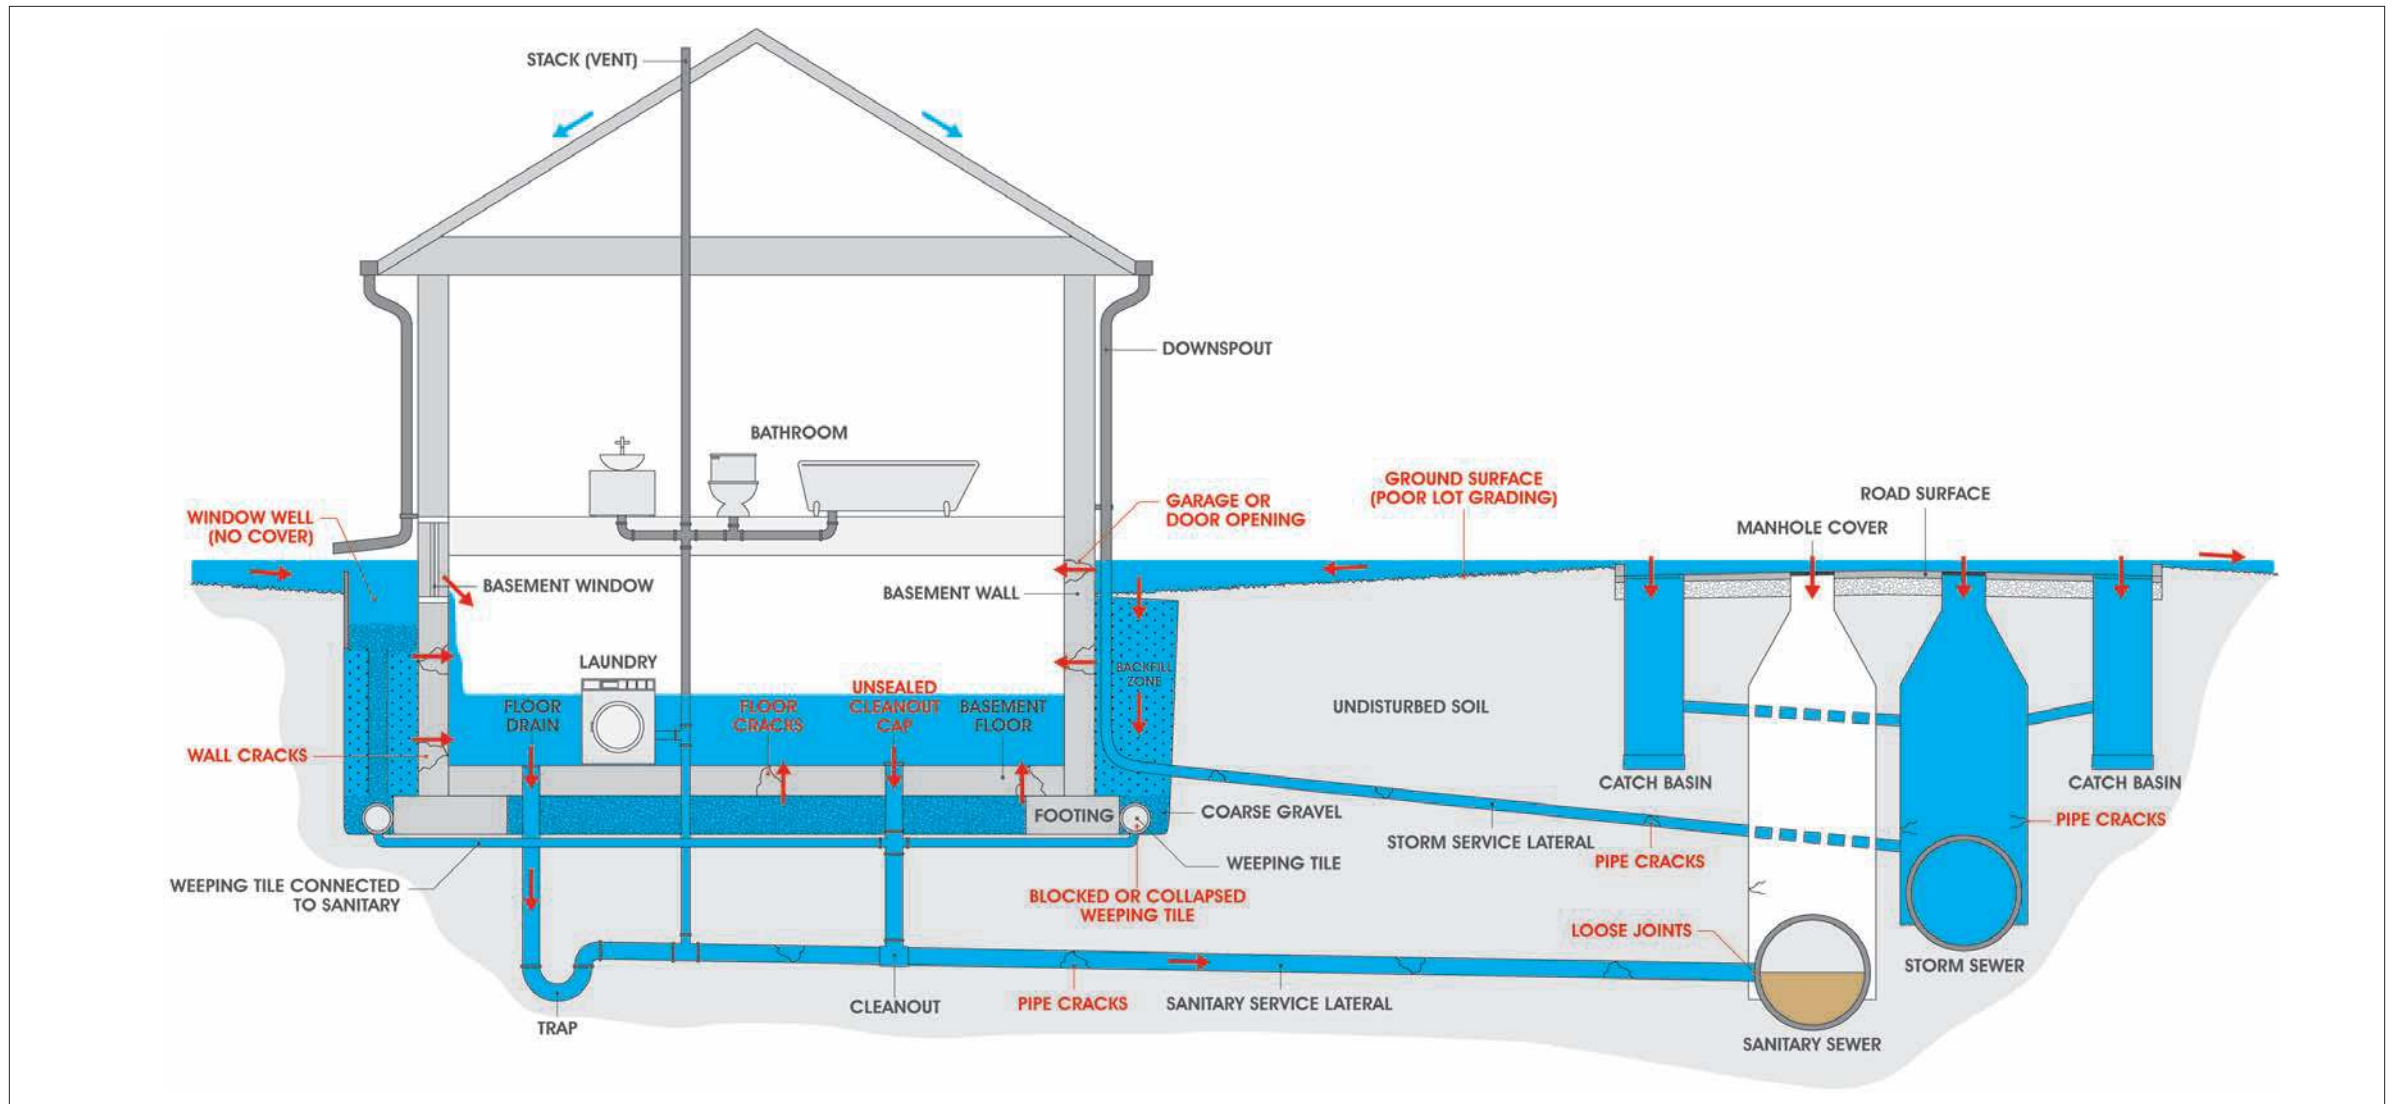 STACK (VENT)
DOWNSPOUT
BATHROOM
GARAGE OR
DOOR OPENING
GROUND SURFACE
(POOR LOT GRADING)
ROAD SURFACE
MANHOLE COVER
WINDOW WELL
(NO COVER)
BASEMENT WINDOW
BASEMENT WALL
LAUNDRY
BACKFILL
ZONE
UNSEALED
CLEANOUT
CAP
FLOOR
DRAIN
FLOOR
CRACKS
BASEMENT
FLOOR
UNDISTURBED SOIL
WALL CRACKS
CATCH BASIN
CATCH BASIN
FOOTING
COARSE GRAVEL
STORM SERVICE LATERAL
PIPE CRACKS
PIPE CRACKS
WEEPING TILE
WEEPING TILE CONNECTED
TO SANITARY
BLOCKED OR COLLAPSED
WEEPING TILE
LOOSE JOINTS
STORM SEWER
CLEANOUT
PIPE CRACKS
SANITARY SERVICE LATERAL
TRAP
SANITARY SEWER